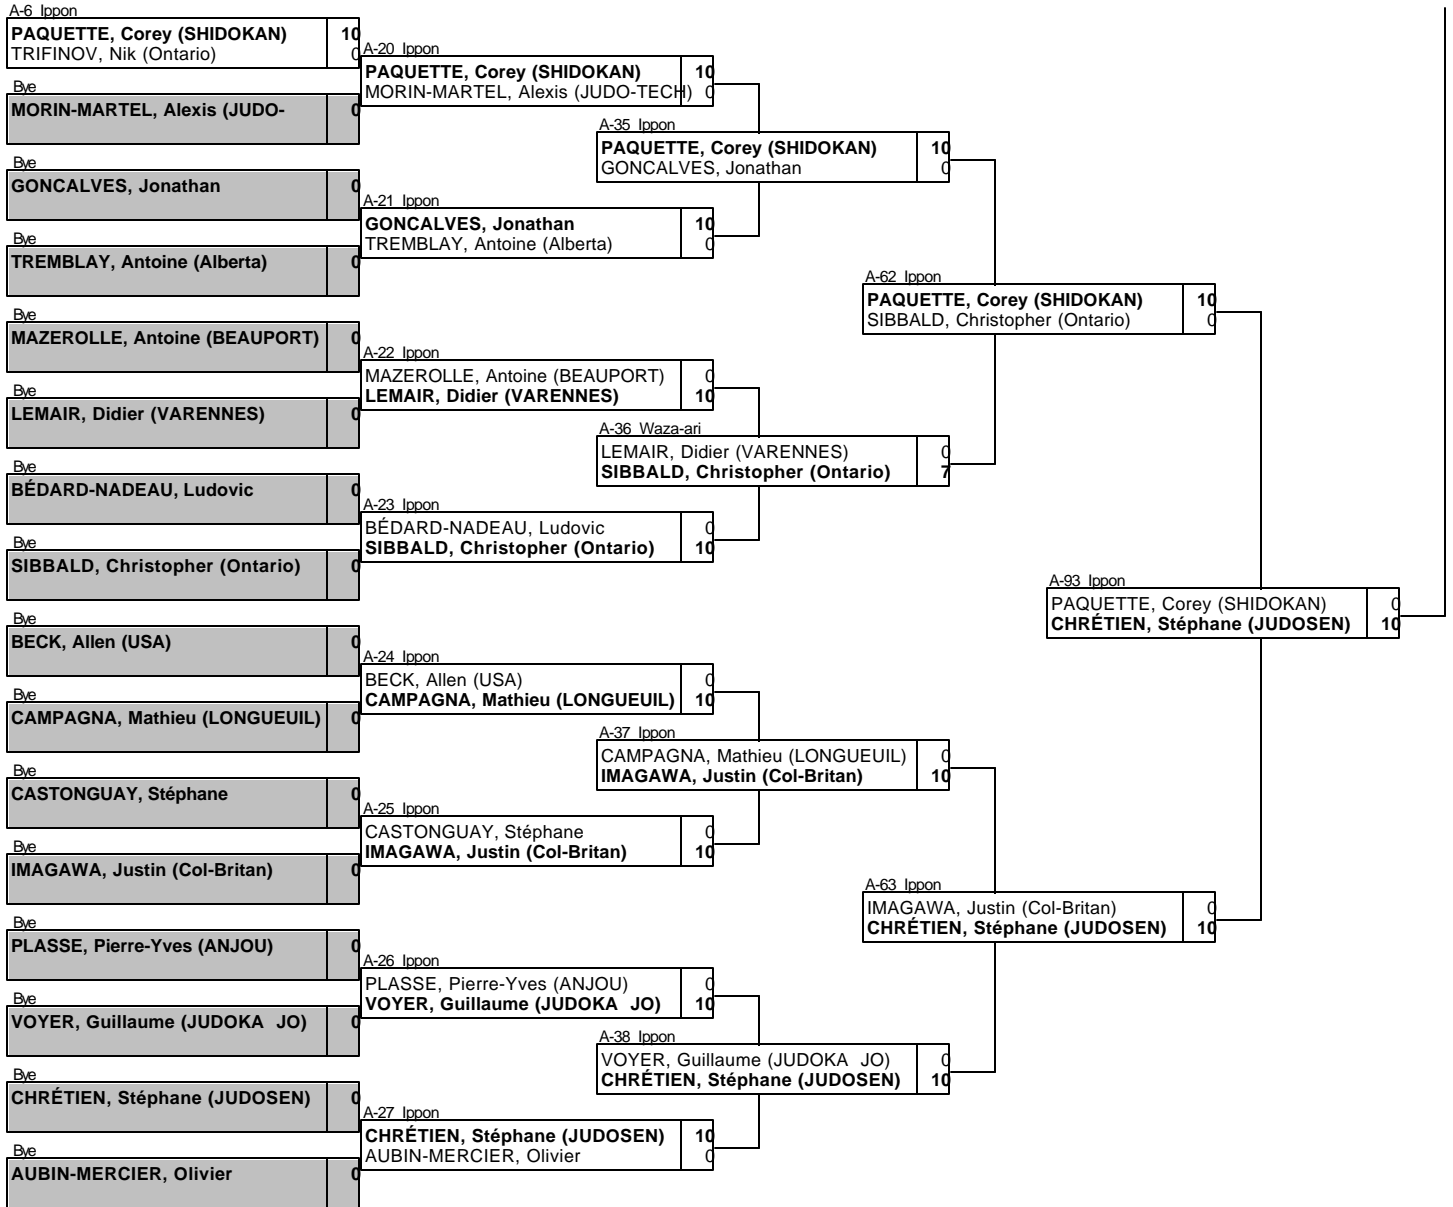 A-6 Ippon
PAQUETTE, Corey (SHIDOKAN) 10
TRIFINOV, Nik (Ontario) 0
Bye
MORIN-MARTEL, Alexis (JUDO- 0
Bye
GONCALVES, Jonathan 0
Bye
TREMBLAY, Antoine (Alberta) 0
Bye
MAZEROLLE, Antoine (BEAUPORT) 0
Bye
LEMAIR, Didier (VARENNES) 0
Bye
BÉDARD-NADEAU, Ludovic 0
Bye
SIBBALD, Christopher (Ontario) 0
Bye
BECK, Allen (USA) 0
Bye
CAMPAGNA, Mathieu (LONGUEUIL) 0
Bye
CASTONGUAY, Stéphane 0
Bye
IMAGAWA, Justin (Col-Britan) 0
Bye
PLASSE, Pierre-Yves (ANJOU) 0
Bye
VOYER, Guillaume (JUDOKA JO) 0
Bye
CHRÉTIEN, Stéphane (JUDOSEN) 0
Bye
AUBIN-MERCIER, Olivier 0
A-20 Ippon
PAQUETTE, Corey (SHIDOKAN) 10
MORIN-MARTEL, Alexis (JUDO-TECH) 0
A-21 Ippon
GONCALVES, Jonathan 10
TREMBLAY, Antoine (Alberta) 0
A-22 Ippon
MAZEROLLE, Antoine (BEAUPORT) 0
LEMAIR, Didier (VARENNES) 10
A-23 Ippon
BÉDARD-NADEAU, Ludovic 0
SIBBALD, Christopher (Ontario) 10
A-24 Ippon
BECK, Allen (USA) 0
CAMPAGNA, Mathieu (LONGUEUIL) 10
A-25 Ippon
CASTONGUAY, Stéphane 0
IMAGAWA, Justin (Col-Britan) 10
A-26 Ippon
PLASSE, Pierre-Yves (ANJOU) 0
VOYER, Guillaume (JUDOKA JO) 10
A-27 Ippon
CHRÉTIEN, Stéphane (JUDOSEN) 10
AUBIN-MERCIER, Olivier 0
A-35 Ippon
PAQUETTE, Corey (SHIDOKAN) 10
GONCALVES, Jonathan 0
A-36 Waza-ari
LEMAIR, Didier (VARENNES) 0
SIBBALD, Christopher (Ontario) 7
A-37 Ippon
CAMPAGNA, Mathieu (LONGUEUIL) 0
IMAGAWA, Justin (Col-Britan) 10
A-38 Ippon
VOYER, Guillaume (JUDOKA JO) 0
CHRÉTIEN, Stéphane (JUDOSEN) 10
A-62 Ippon
PAQUETTE, Corey (SHIDOKAN) 10
SIBBALD, Christopher (Ontario) 0
A-63 Ippon
IMAGAWA, Justin (Col-Britan) 0
CHRÉTIEN, Stéphane (JUDOSEN) 10
A-93 Ippon
PAQUETTE, Corey (SHIDOKAN) 0
CHRÉTIEN, Stéphane (JUDOSEN) 10